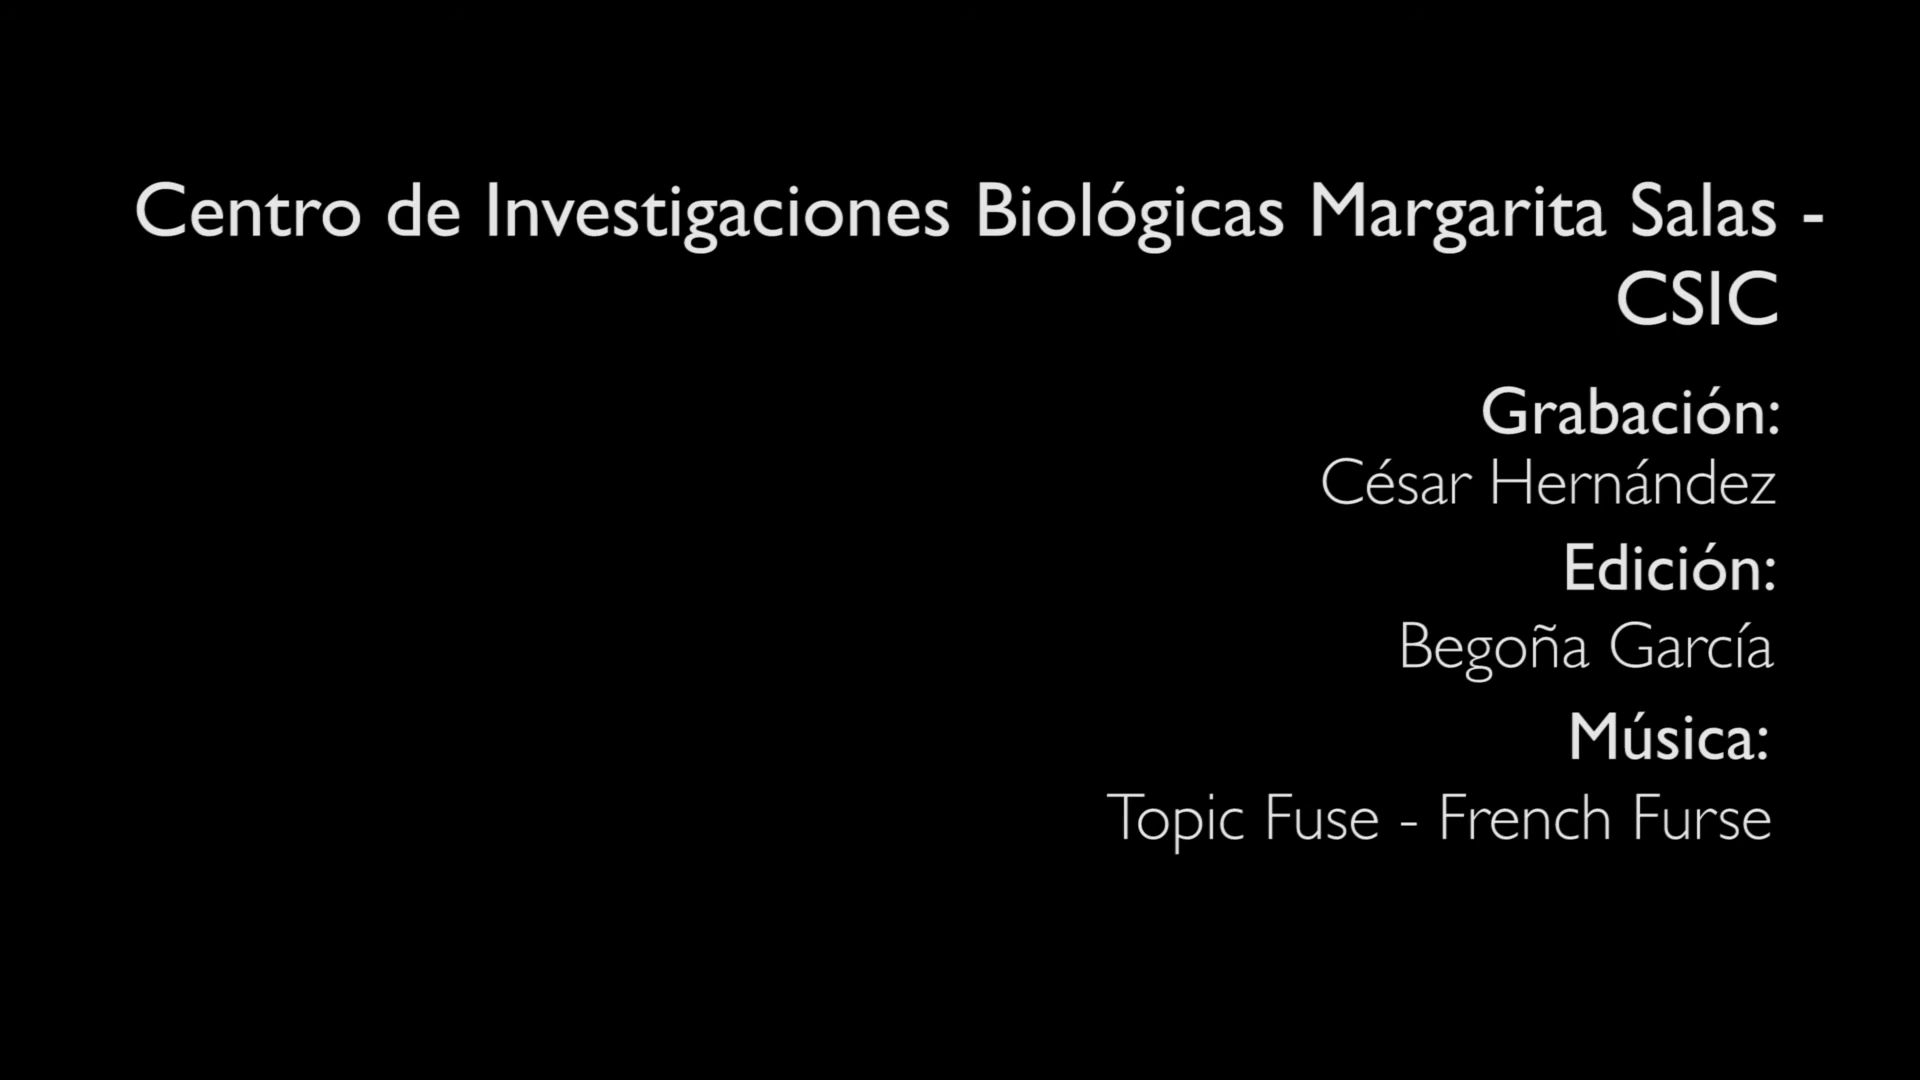 Centro de Investigaciones Biológicas Margarita Salas -
CSIC
Grabación:
César Hernández
Edición:
Begoña García
Música:
Topic Fuse - French Furse